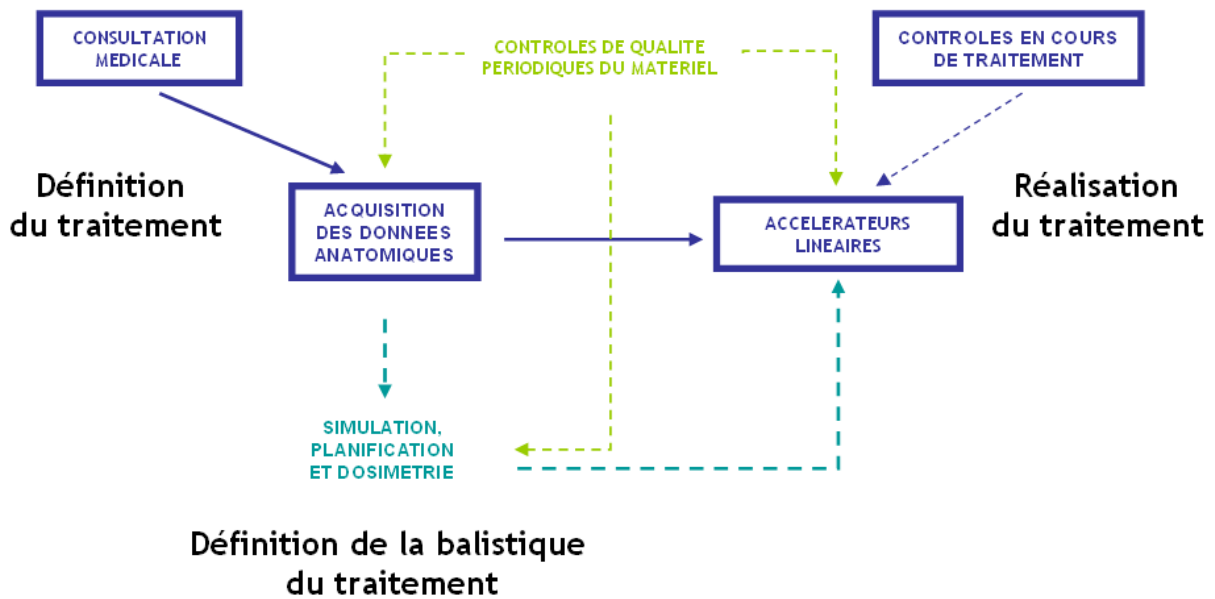 CONSULTATION
MEDICALE
CONTROLES DE QUALITE
PERIODIQUES DU MATERIEL
CONTROLES EN COURS
DE TRAITEMENT
Définition
du traitement
ACQUISITION
DES DONNEES
ANATOMIQUES
ACCELERATEURS
LINEAIRES
Réalisation
du traitement
SIMULATION,
PLANIFICATION
ET DOSIMETRIE
Définition de la balistique
du traitement